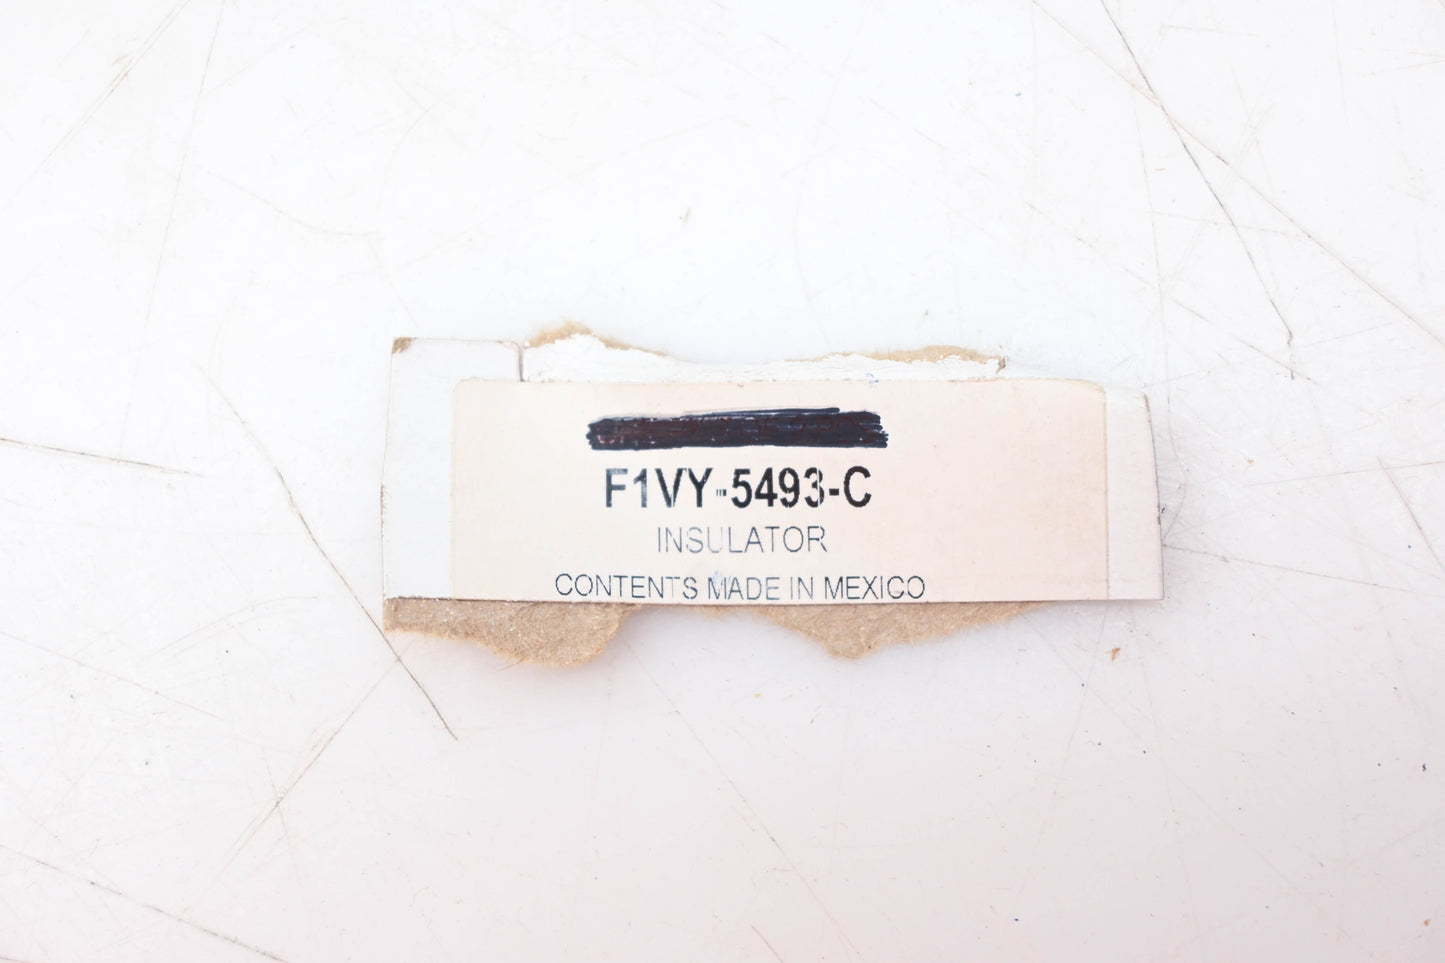 F1VY-5493-C
INSULATOR
CONTENTS MADE IN MEXICO